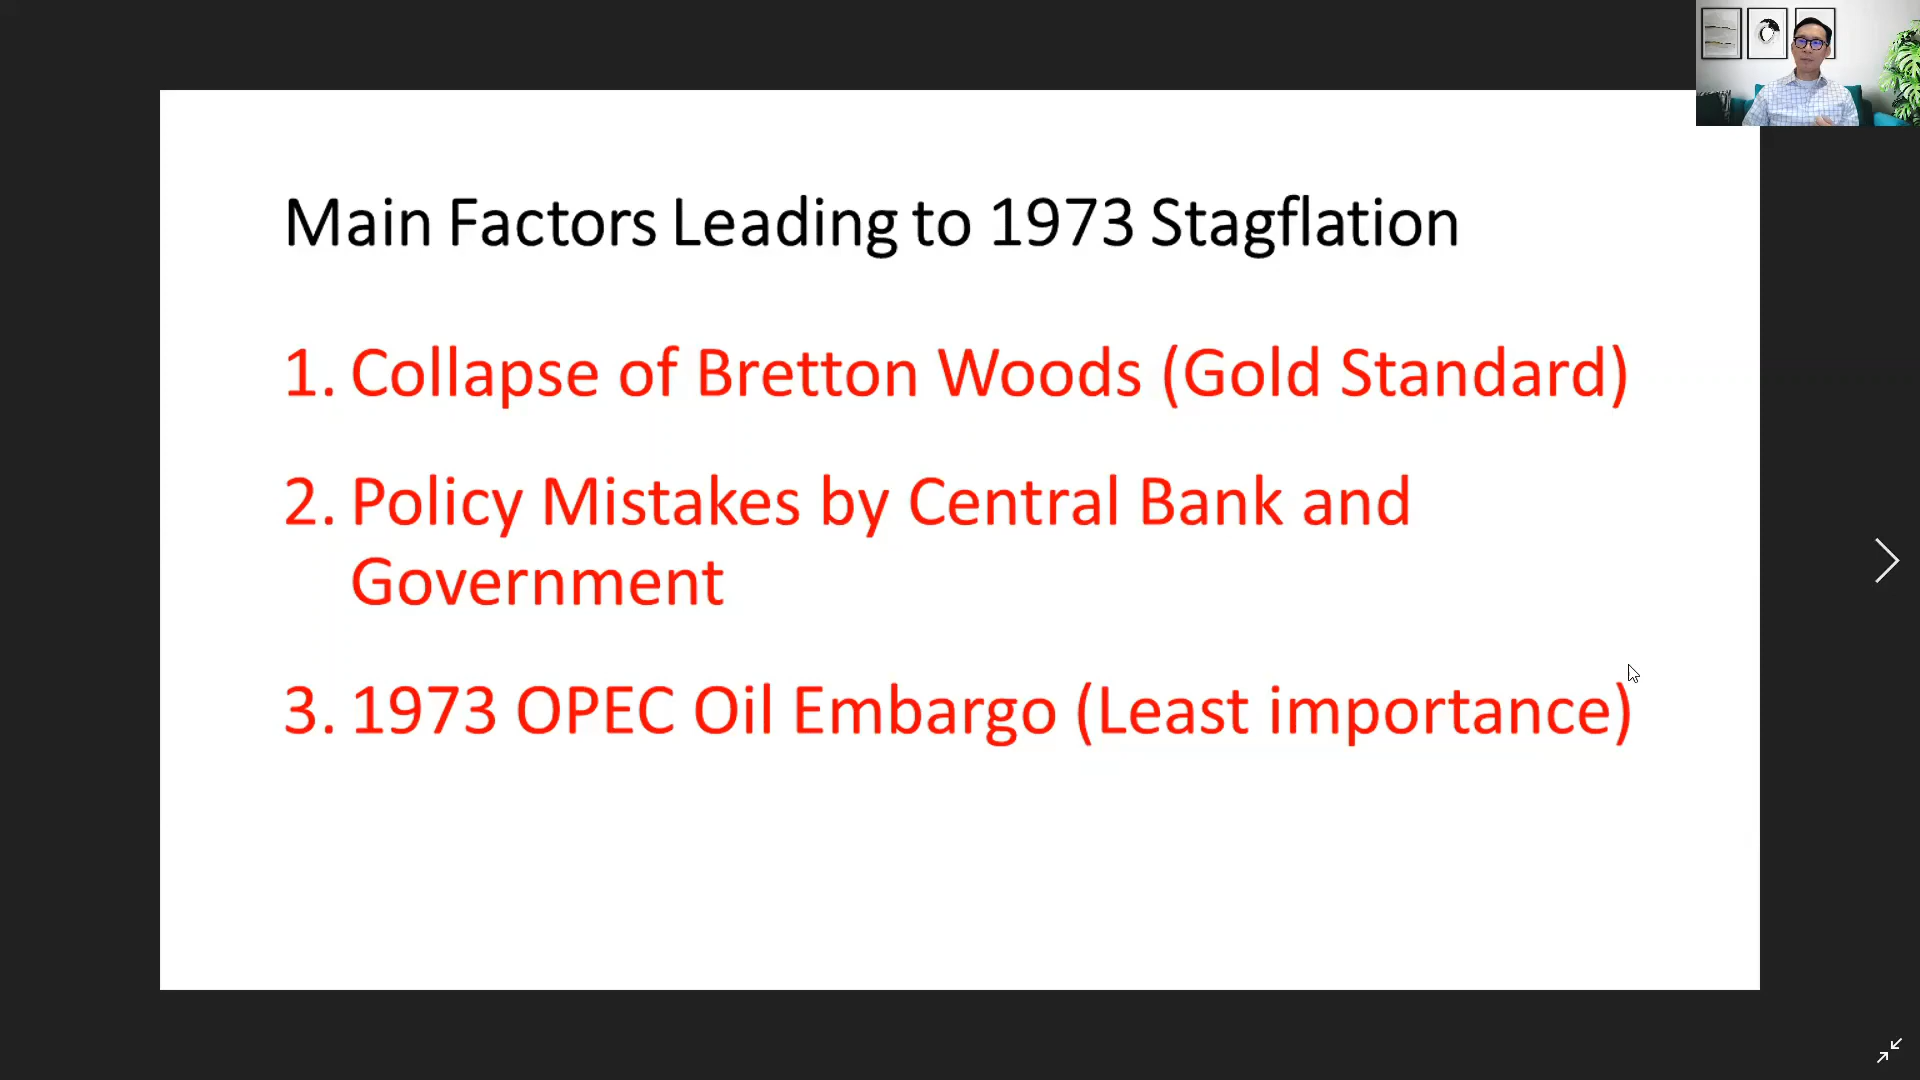 Main Factors Leading to 1973 Stagflation
1. Collapse of Bretton Woods (Gold Standard)
2. Policy Mistakes by Central Bank and
Government
3. 1973 OPEC Oil Embargo (Least importance)